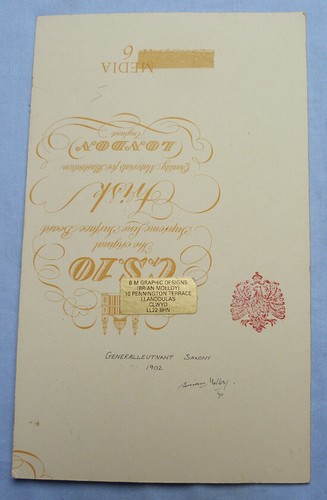 MEDIA
6
LONDON
England
Quality Materials for Illustration
Frisk
Supreme Line Surface Board
The original
C.S.10
B M GRAPHIC DESIGNS
(BRIAN MOLLOY)
10 PENNINGTON TERRACE
LLANDDULAS
CLWYD
LL22 8HN
GENERALLEUTNANT SAXONY
1902